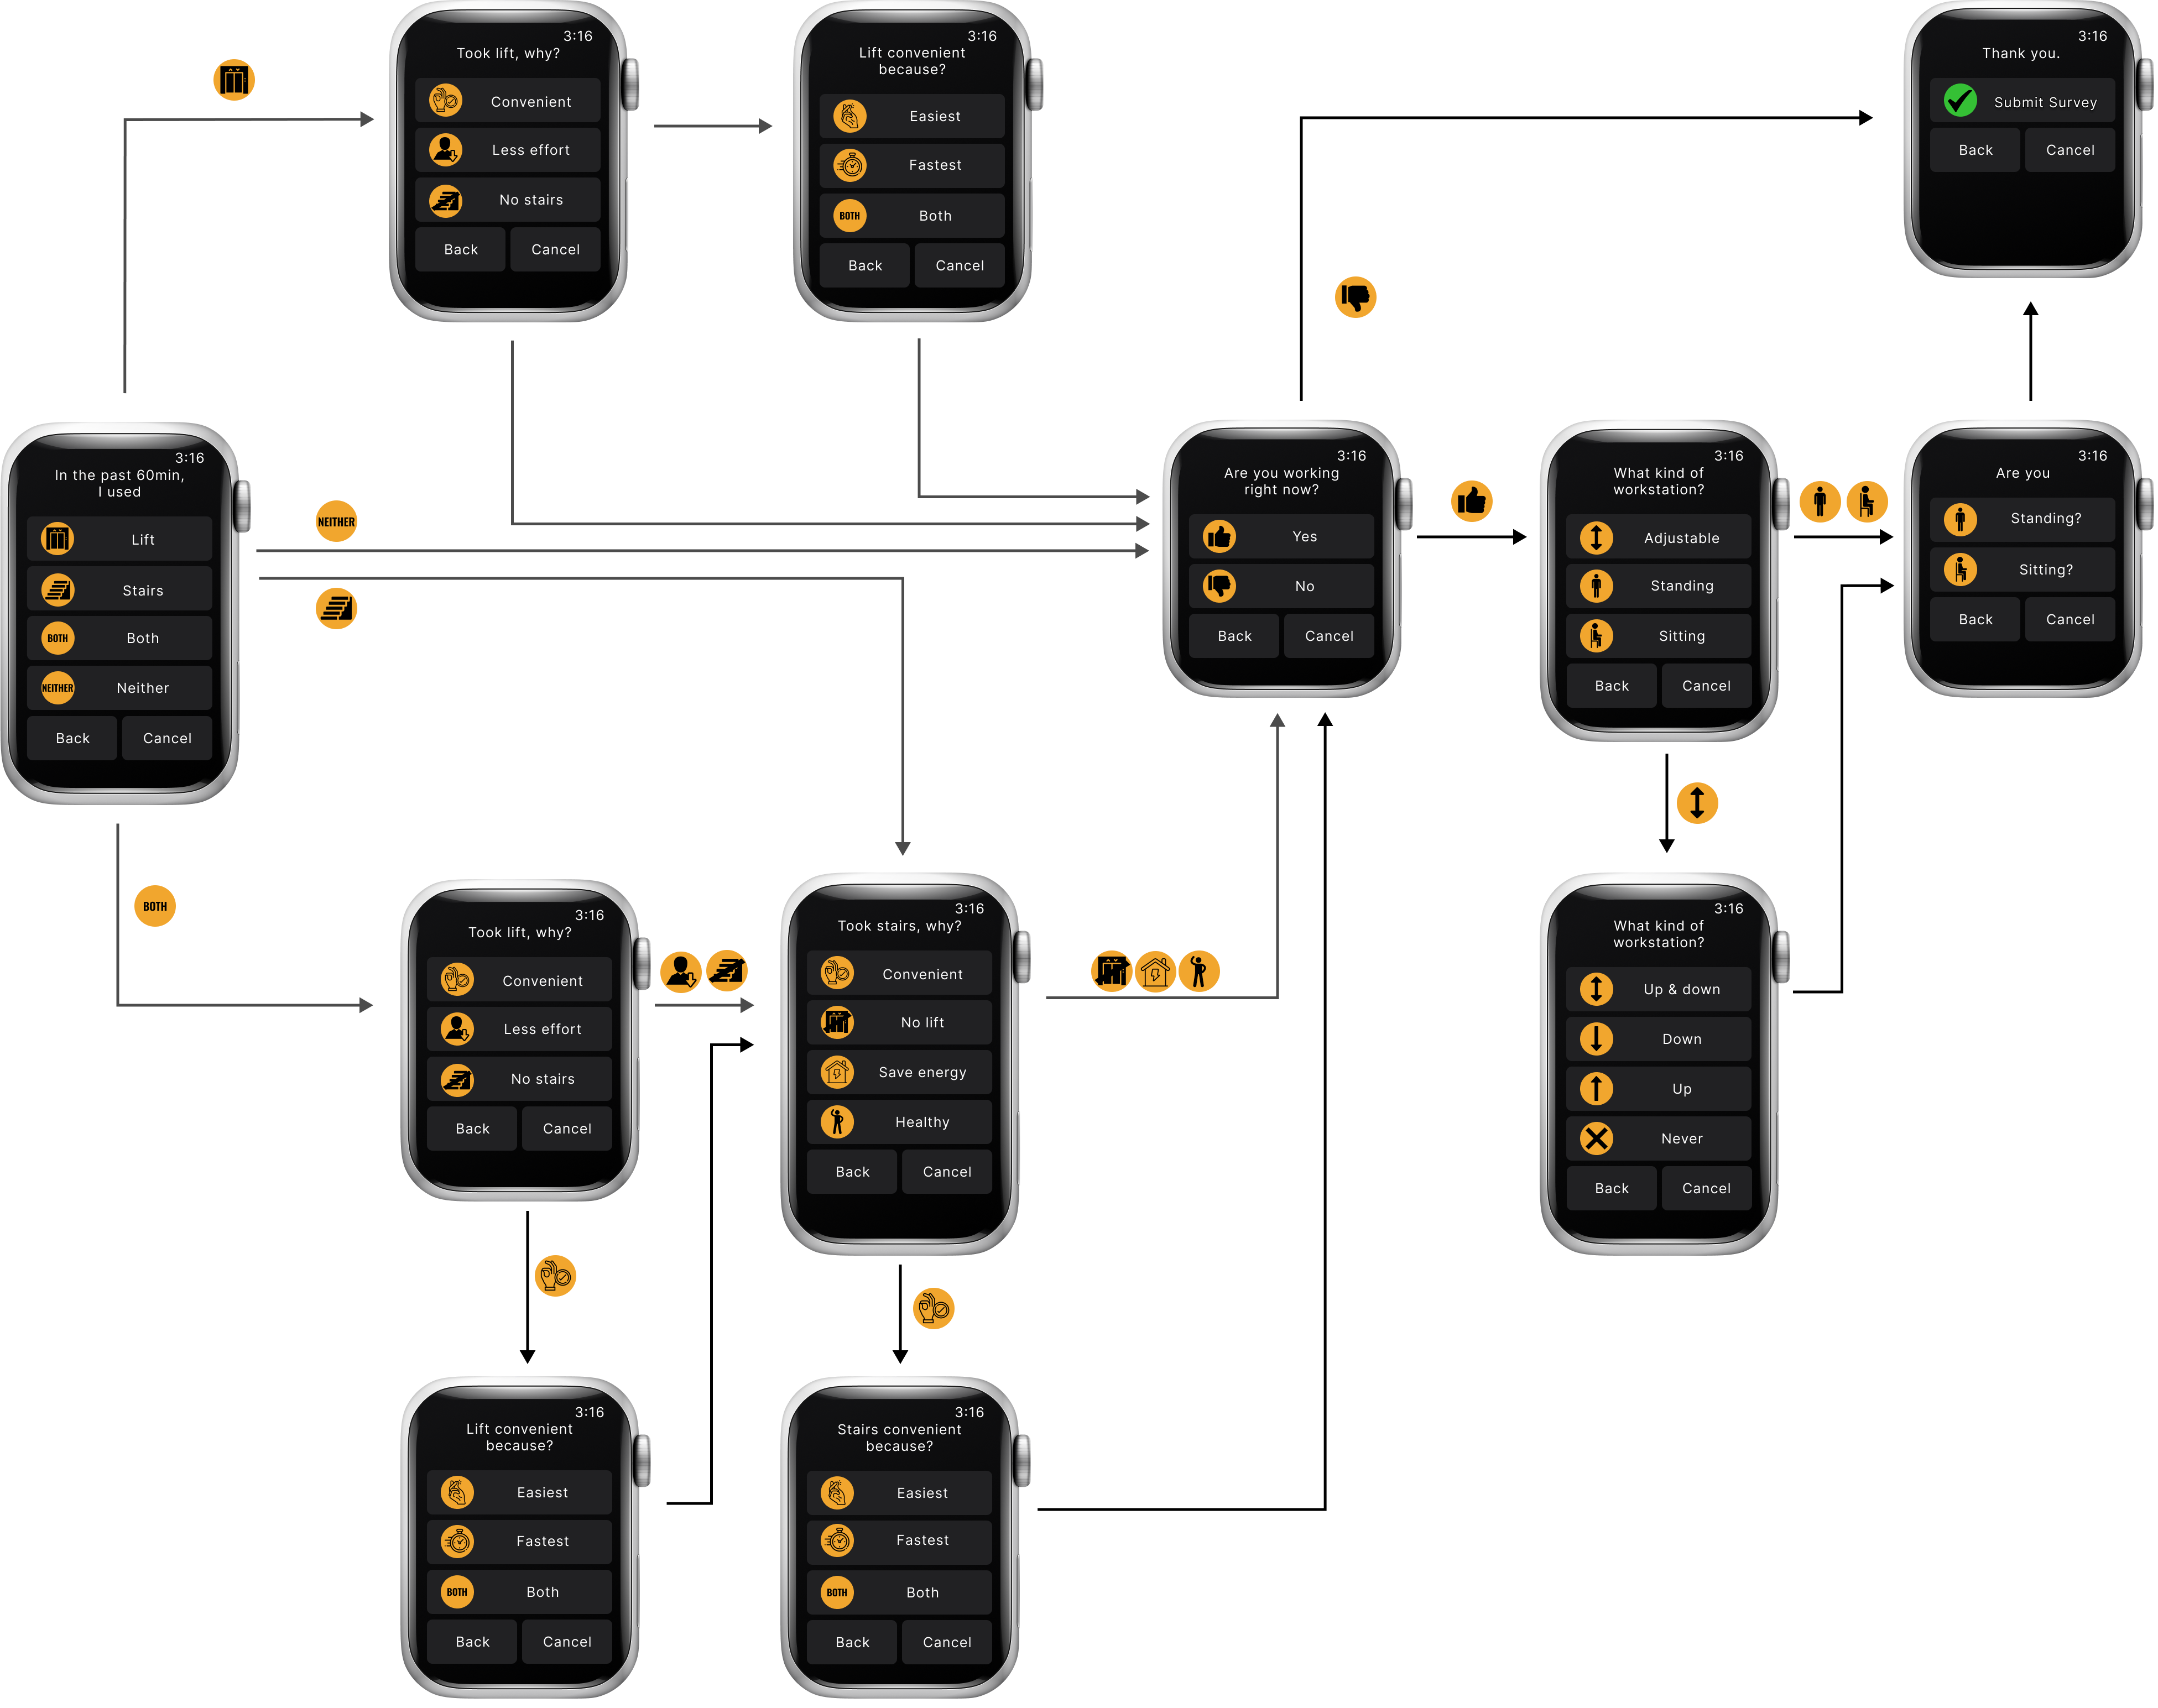 3:16
Took lift, why?
Convenient
Less effort
No stairs
Back Cancel
3:16
Lift convenient
because?
Easiest
Fastest
BOTH Both
Back Cancel
3:16
Thank you.
Submit Survey
Back Cancel
3:16
In the past 60min,
I used
Lift
Stairs
BOTH Both
NEITHER Neither
Back Cancel
NEITHER
3:16
Are you working
right now?
Yes
No
Back Cancel
3:16
What kind of
workstation?
Adjustable
Standing
Sitting
Back Cancel
3:16
Are you
Standing?
Sitting?
Back Cancel
BOTH
3:16
Took lift, why?
Convenient
Less effort
No stairs
Back Cancel
3:16
Took stairs, why?
Convenient
No lift
Save energy
Healthy
Back Cancel
3:16
What kind of
workstation?
Up & down
Down
Up
Never
Back Cancel
3:16
Lift convenient
because?
Easiest
Fastest
BOTH Both
Back Cancel
3:16
Stairs convenient
because?
Easiest
Fastest
BOTH Both
Back Cancel